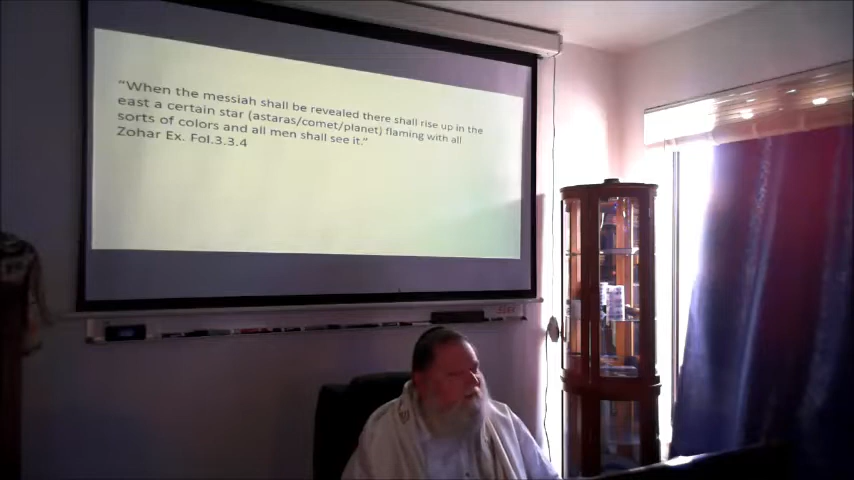 “When the messiah shall be revealed there shall rise up in the
east a certain star (astaras/comet/planet) flaming with all
sorts of colors and all men shall see it.”
Zohar Ex. Fol.3.3.4